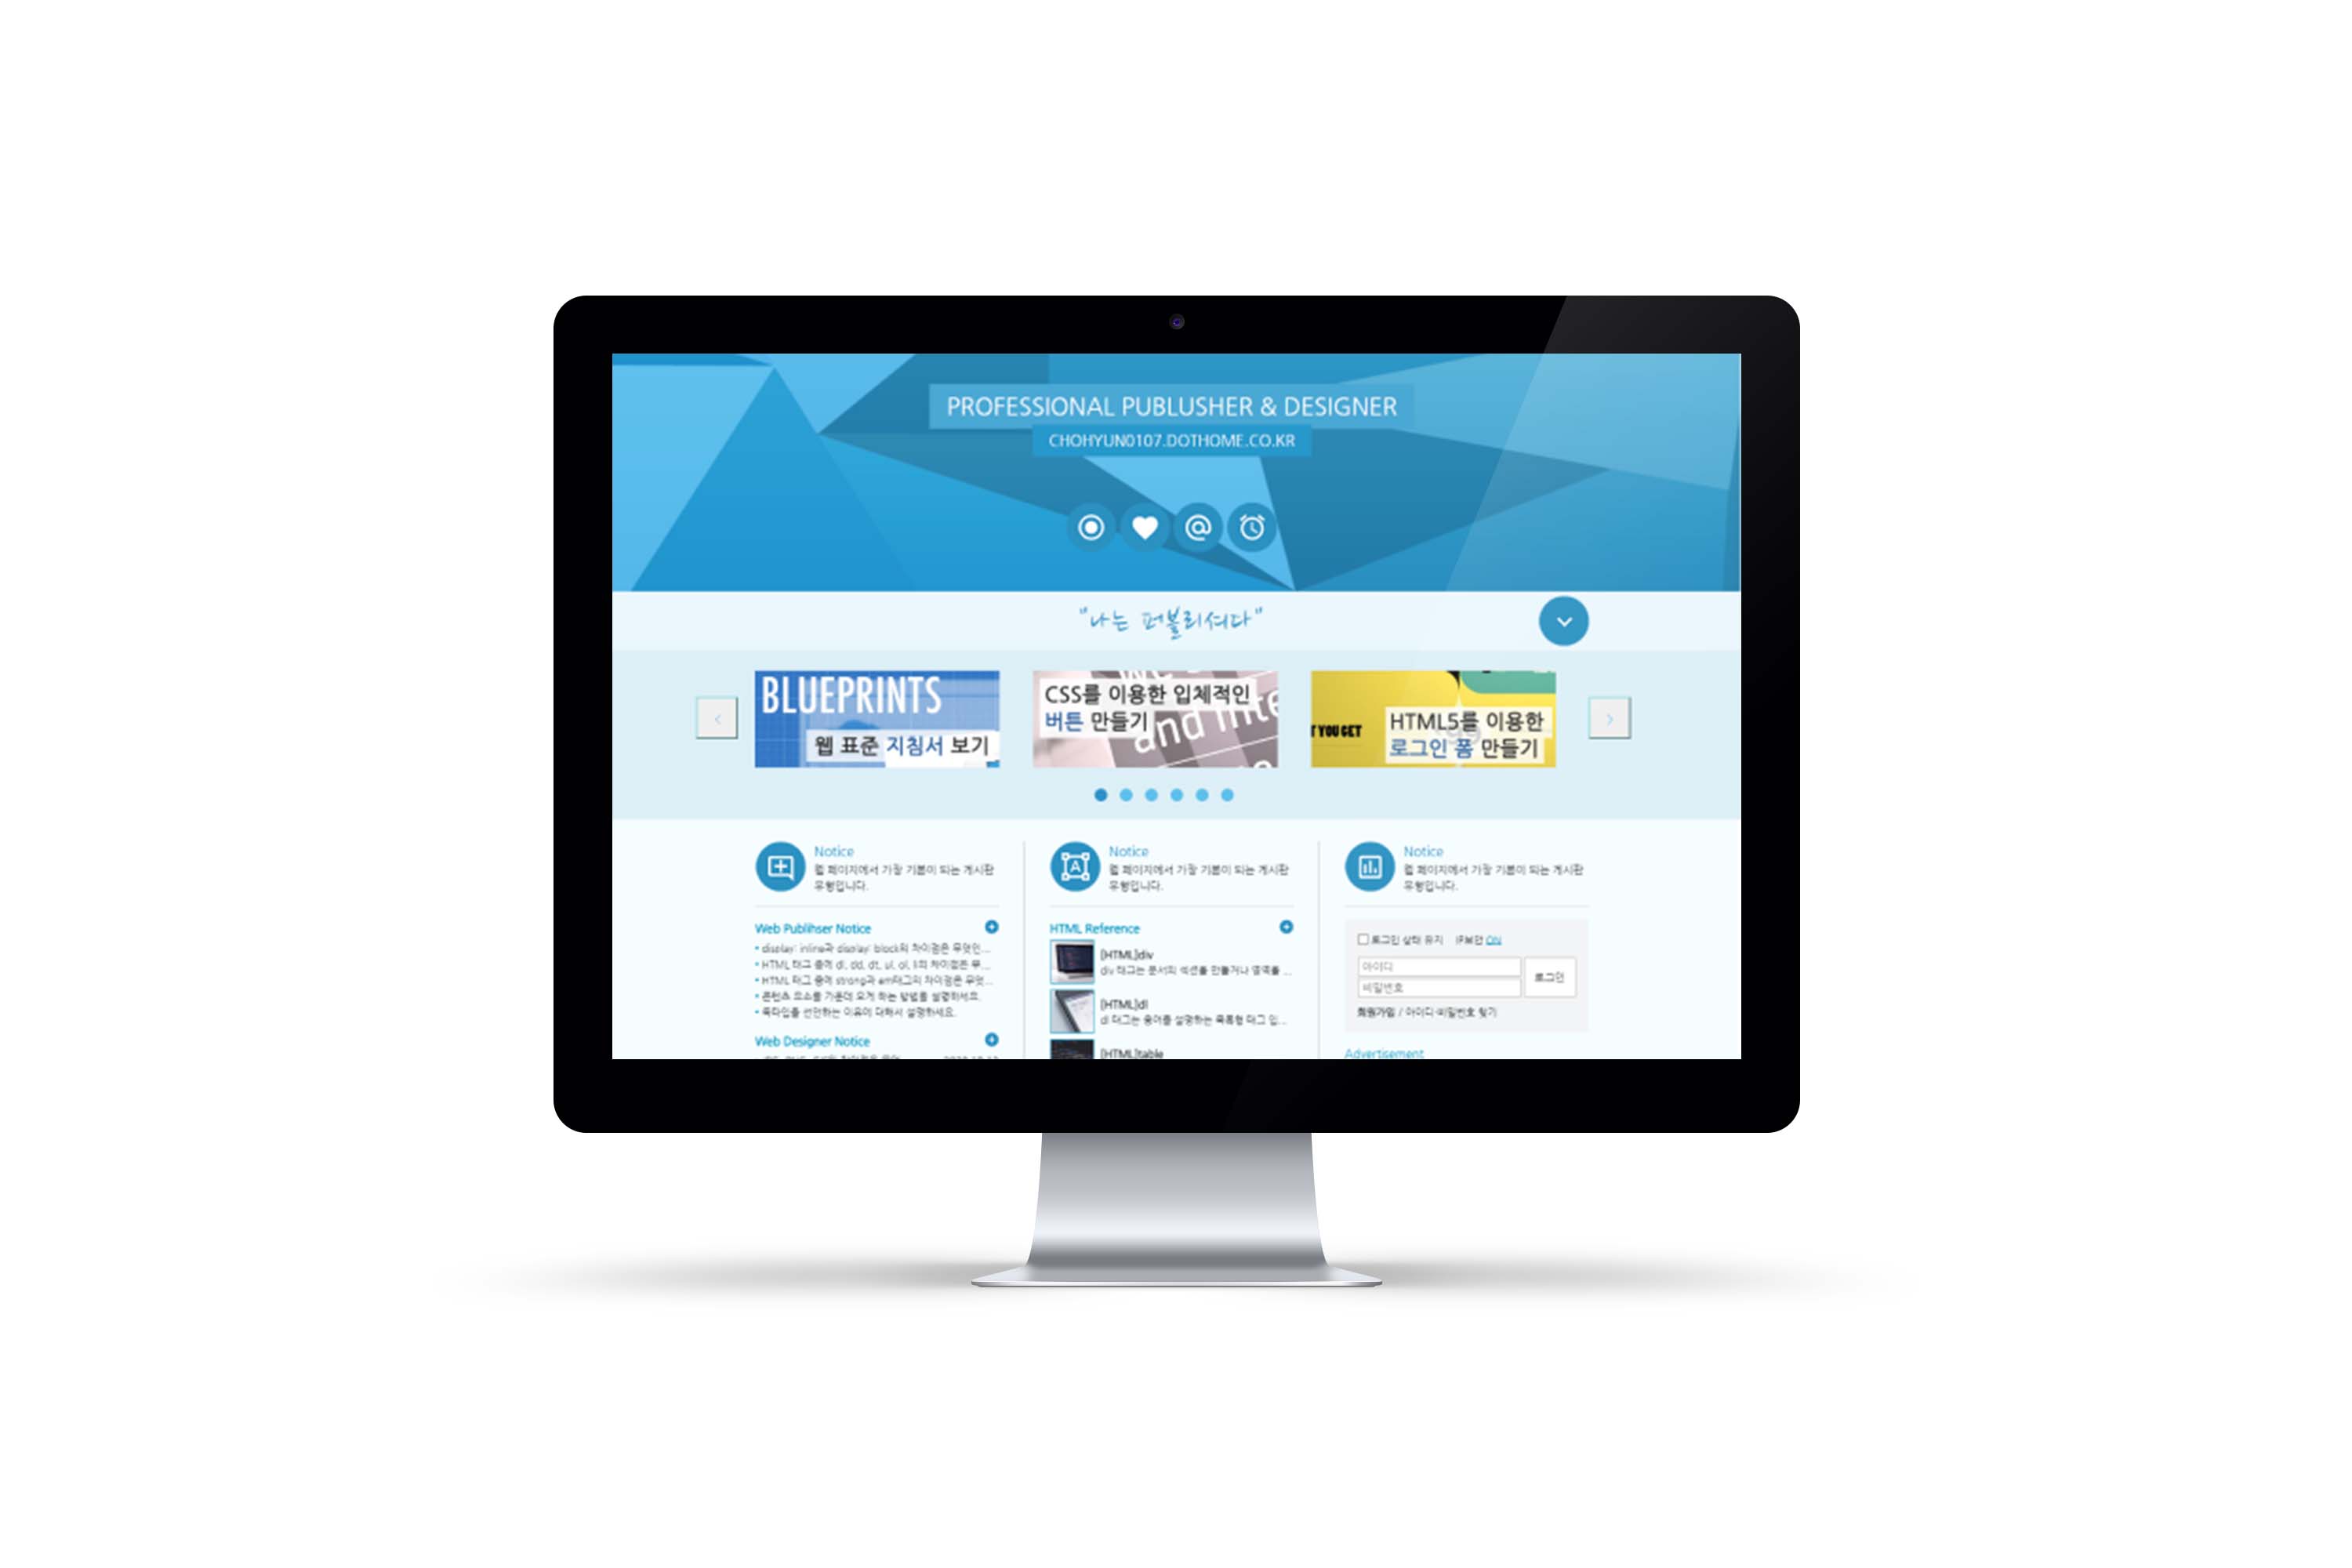 PROFESSIONAL PUBLUSHER & DESIGNER
CHOHYUN0107.DOTHOME.CO.KR
"나는 퍼블리셔다"
BLUEPRINTS
웹 표준 지침서 보기
CSS를 이용한 입체적인
버튼 만들기
and inte
T YOU GET
HTML5를 이용한
로그인 폼 만들기
Notice
웹 페이지에서 가장 기본이 되는 게시판
유형입니다.
Web Publihser Notice
• display: inline과 display: block의 차이점은 무엇인...
• HTML 태그 중에 dl, dd, dt, ul, ol, li의 차이점은 무...
• HTML 태그 중에 strong과 em태그의 차이점은 무엇...
• 콘텐츠 요소를 가운데 오게 하는 방법을 설명하세요.
• 독타입을 선언하는 이유에 대해서 설명하세요.
Web Designer Notice
Notice
웹 페이지에서 가장 기본이 되는 게시판
유형입니다.
HTML Reference
[HTML]div
div 태그는 문서의 섹션을 만들거나 영역을 ...
[HTML]dl
dl 태그는 용어를 설명하는 목록형 태그 입...
[HTML]table
Notice
웹 페이지에서 가장 기본이 되는 게시판
유형입니다.
로그인 상태 유지 IP보안 ON
아이디
비밀번호
로그인
회원가입 / 아이디·비밀번호 찾기
Advertisement